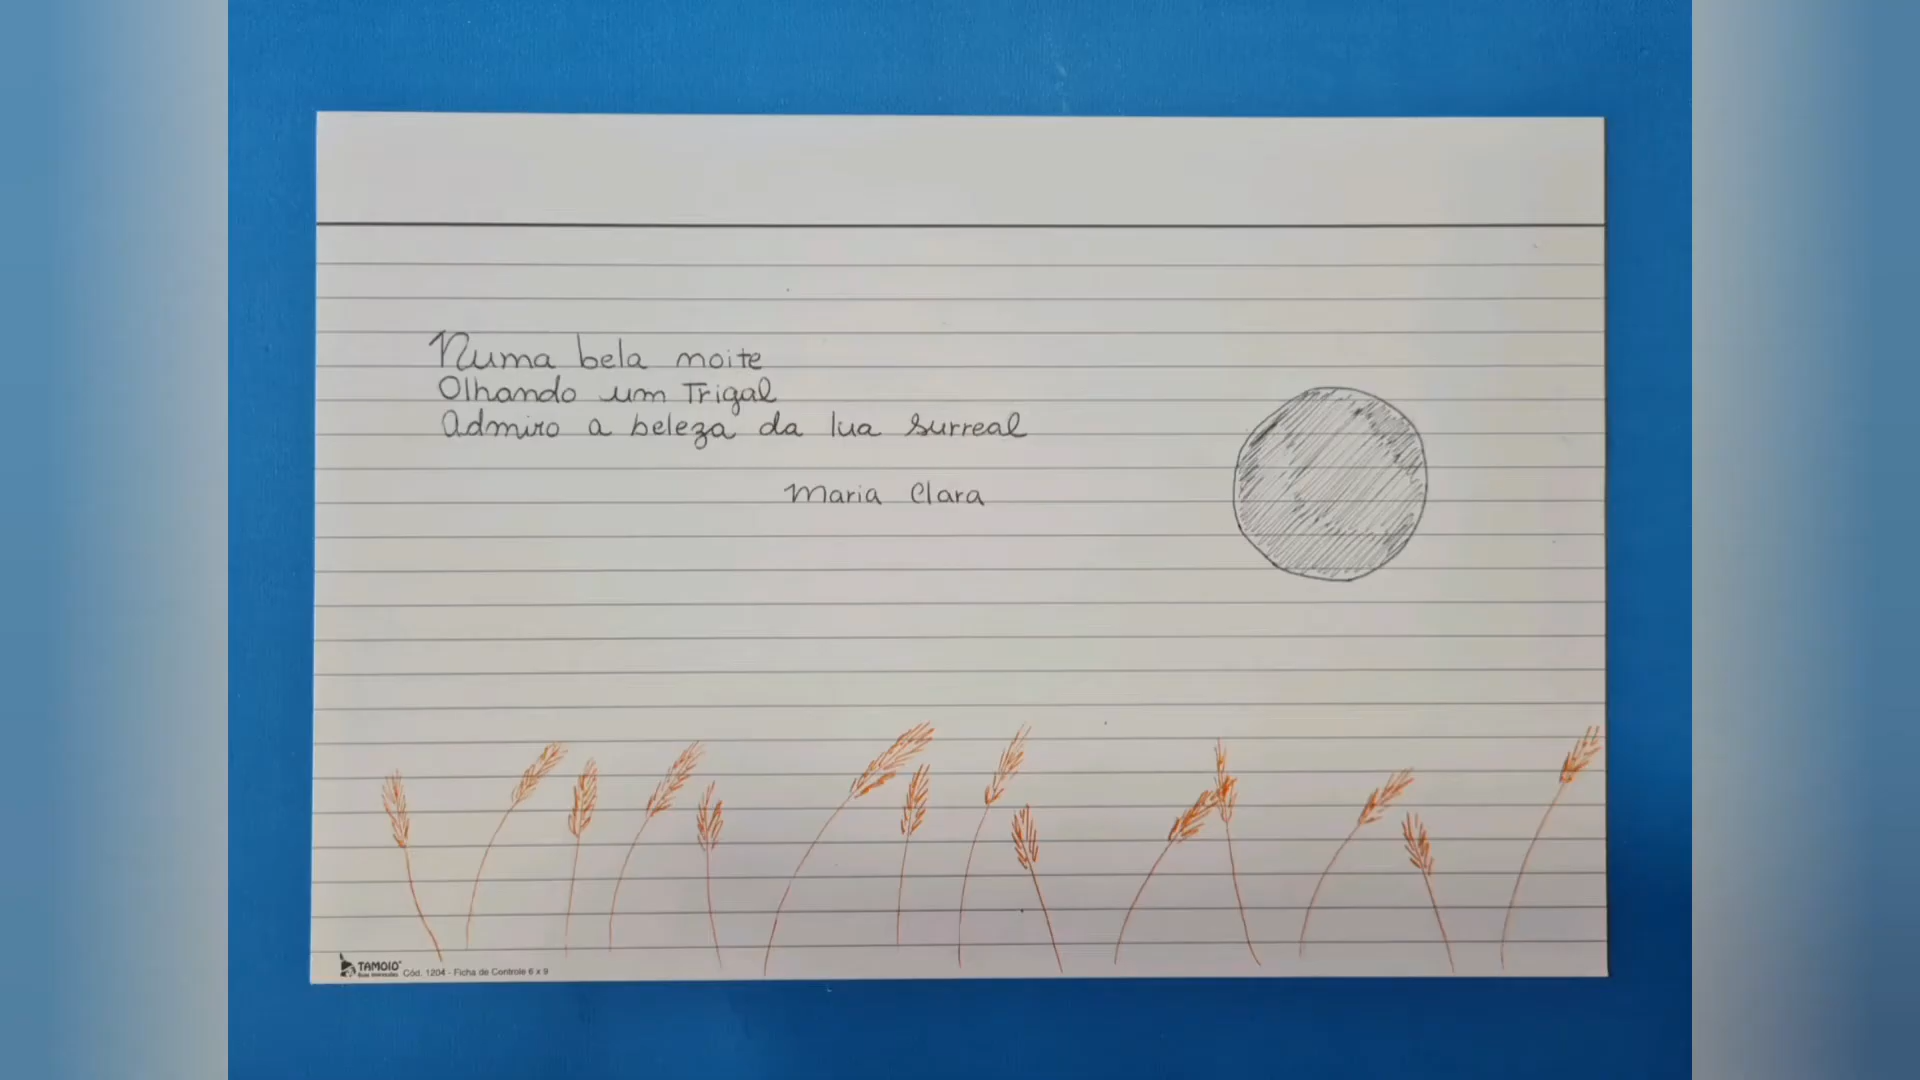 Numa bela noite
Olhando um Trigal
Admiro a beleza da lua surreal
Maria Clara
TAMOIO
Cód. 1204 - Ficha de Controle 6 x 9